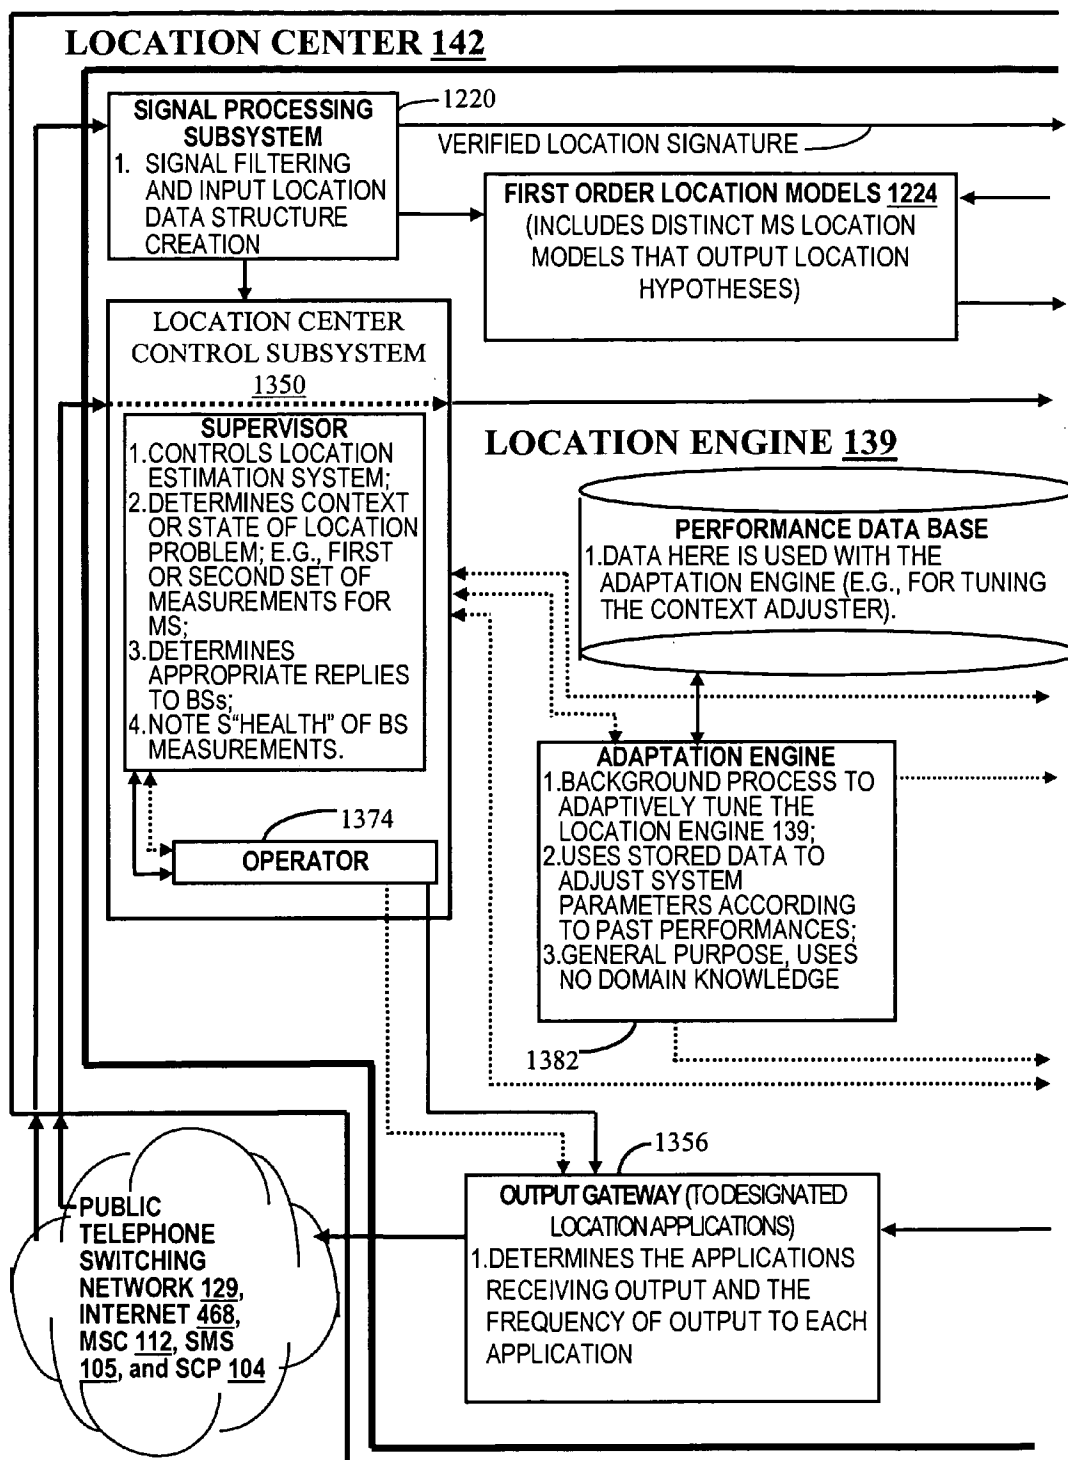 LOCATION CENTER 142
1220
SIGNAL PROCESSING
SUBSYSTEM
1. SIGNAL FILTERING
AND INPUT LOCATION
DATA STRUCTURE
CREATION
VERIFIED LOCATION SIGNATURE
FIRST ORDER LOCATION MODELS 1224
(INCLUDES DISTINCT MS LOCATION
MODELS THAT OUTPUT LOCATION
HYPOTHESES)
LOCATION CENTER
CONTROL SUBSYSTEM
1350
SUPERVISOR
1.CONTROLS LOCATION
ESTIMATION SYSTEM;
2.DETERMINES CONTEXT
OR STATE OF LOCATION
PROBLEM; E.G., FIRST
OR SECOND SET OF
MEASUREMENTS FOR
MS;
3.DETERMINES
APPROPRIATE REPLIES
TO BSs;
4.NOTE S“HEALTH” OF BS
MEASUREMENTS.
1374
OPERATOR
LOCATION ENGINE 139
PERFORMANCE DATA BASE
1.DATA HERE IS USED WITH THE
ADAPTATION ENGINE (E.G., FOR TUNING
THE CONTEXT ADJUSTER).
ADAPTATION ENGINE
1.BACKGROUND PROCESS TO
ADAPTIVELY TUNE THE
LOCATION ENGINE 139;
2.USES STORED DATA TO
ADJUST SYSTEM
PARAMETERS ACCORDING
TO PAST PERFORMANCES;
3.GENERAL PURPOSE, USES
NO DOMAIN KNOWLEDGE
1382
1356
OUTPUT GATEWAY (TO DESIGNATED
LOCATION APPLICATIONS)
1.DETERMINES THE APPLICATIONS
RECEIVING OUTPUT AND THE
FREQUENCY OF OUTPUT TO EACH
APPLICATION
PUBLIC
TELEPHONE
SWITCHING
NETWORK 129,
INTERNET 468,
MSC 112, SMS
105, and SCP 104